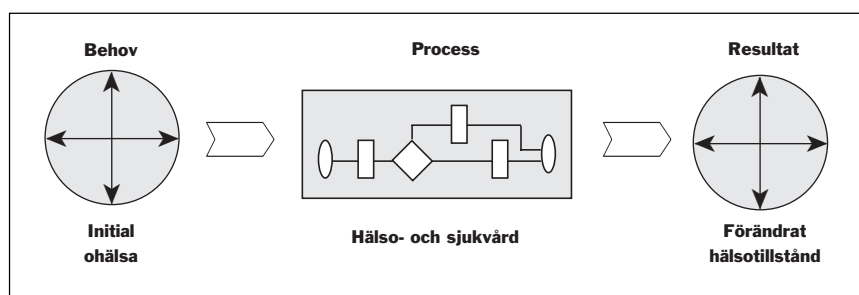 Behov
Process
Resultat
Initial
ohälsa
Hälso- och sjukvård
Förändrat
hälsotillstånd